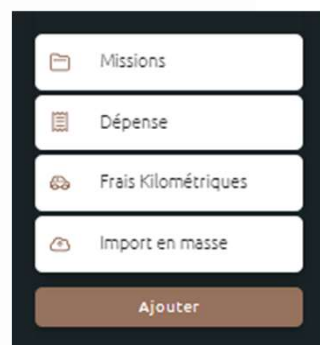 Missions
Dépense
Frais Kilométriques
Import en masse
Ajouter